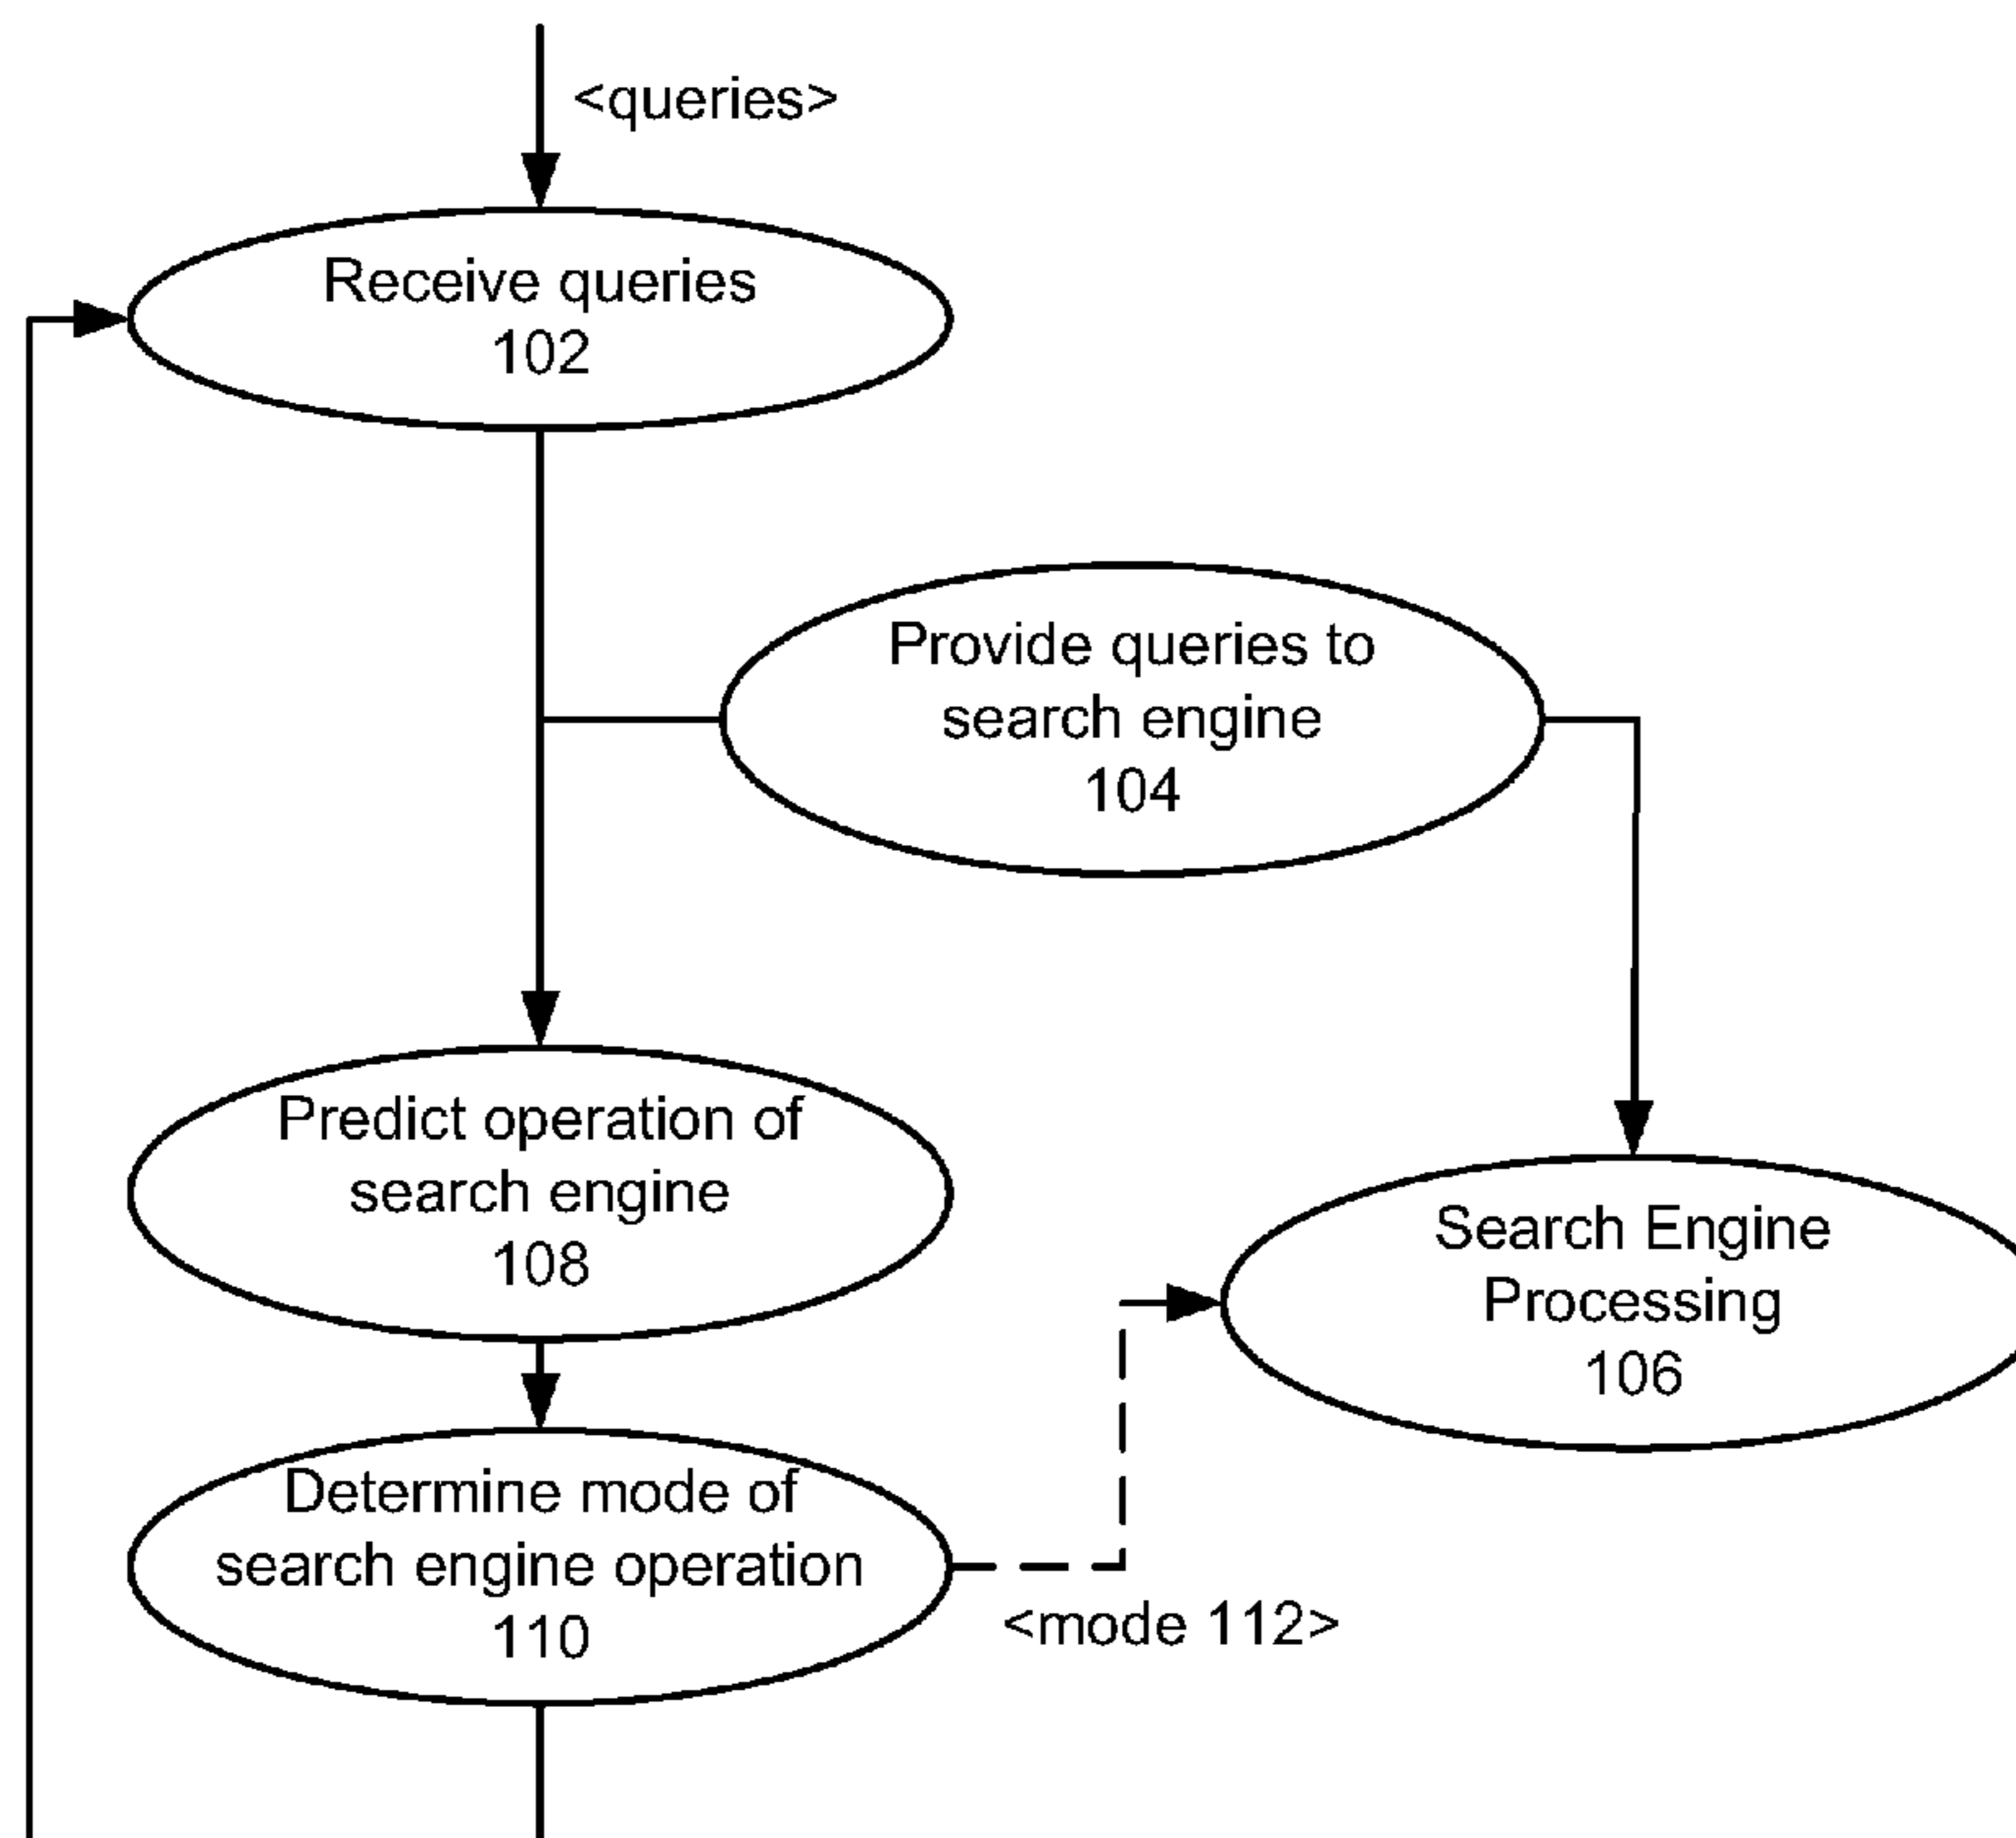 <queries>
Receive queries
102
Provide queries to
search engine
104
Predict operation of
search engine
108
Search Engine
Processing
106
Determine mode of
search engine operation
110
<mode 112>